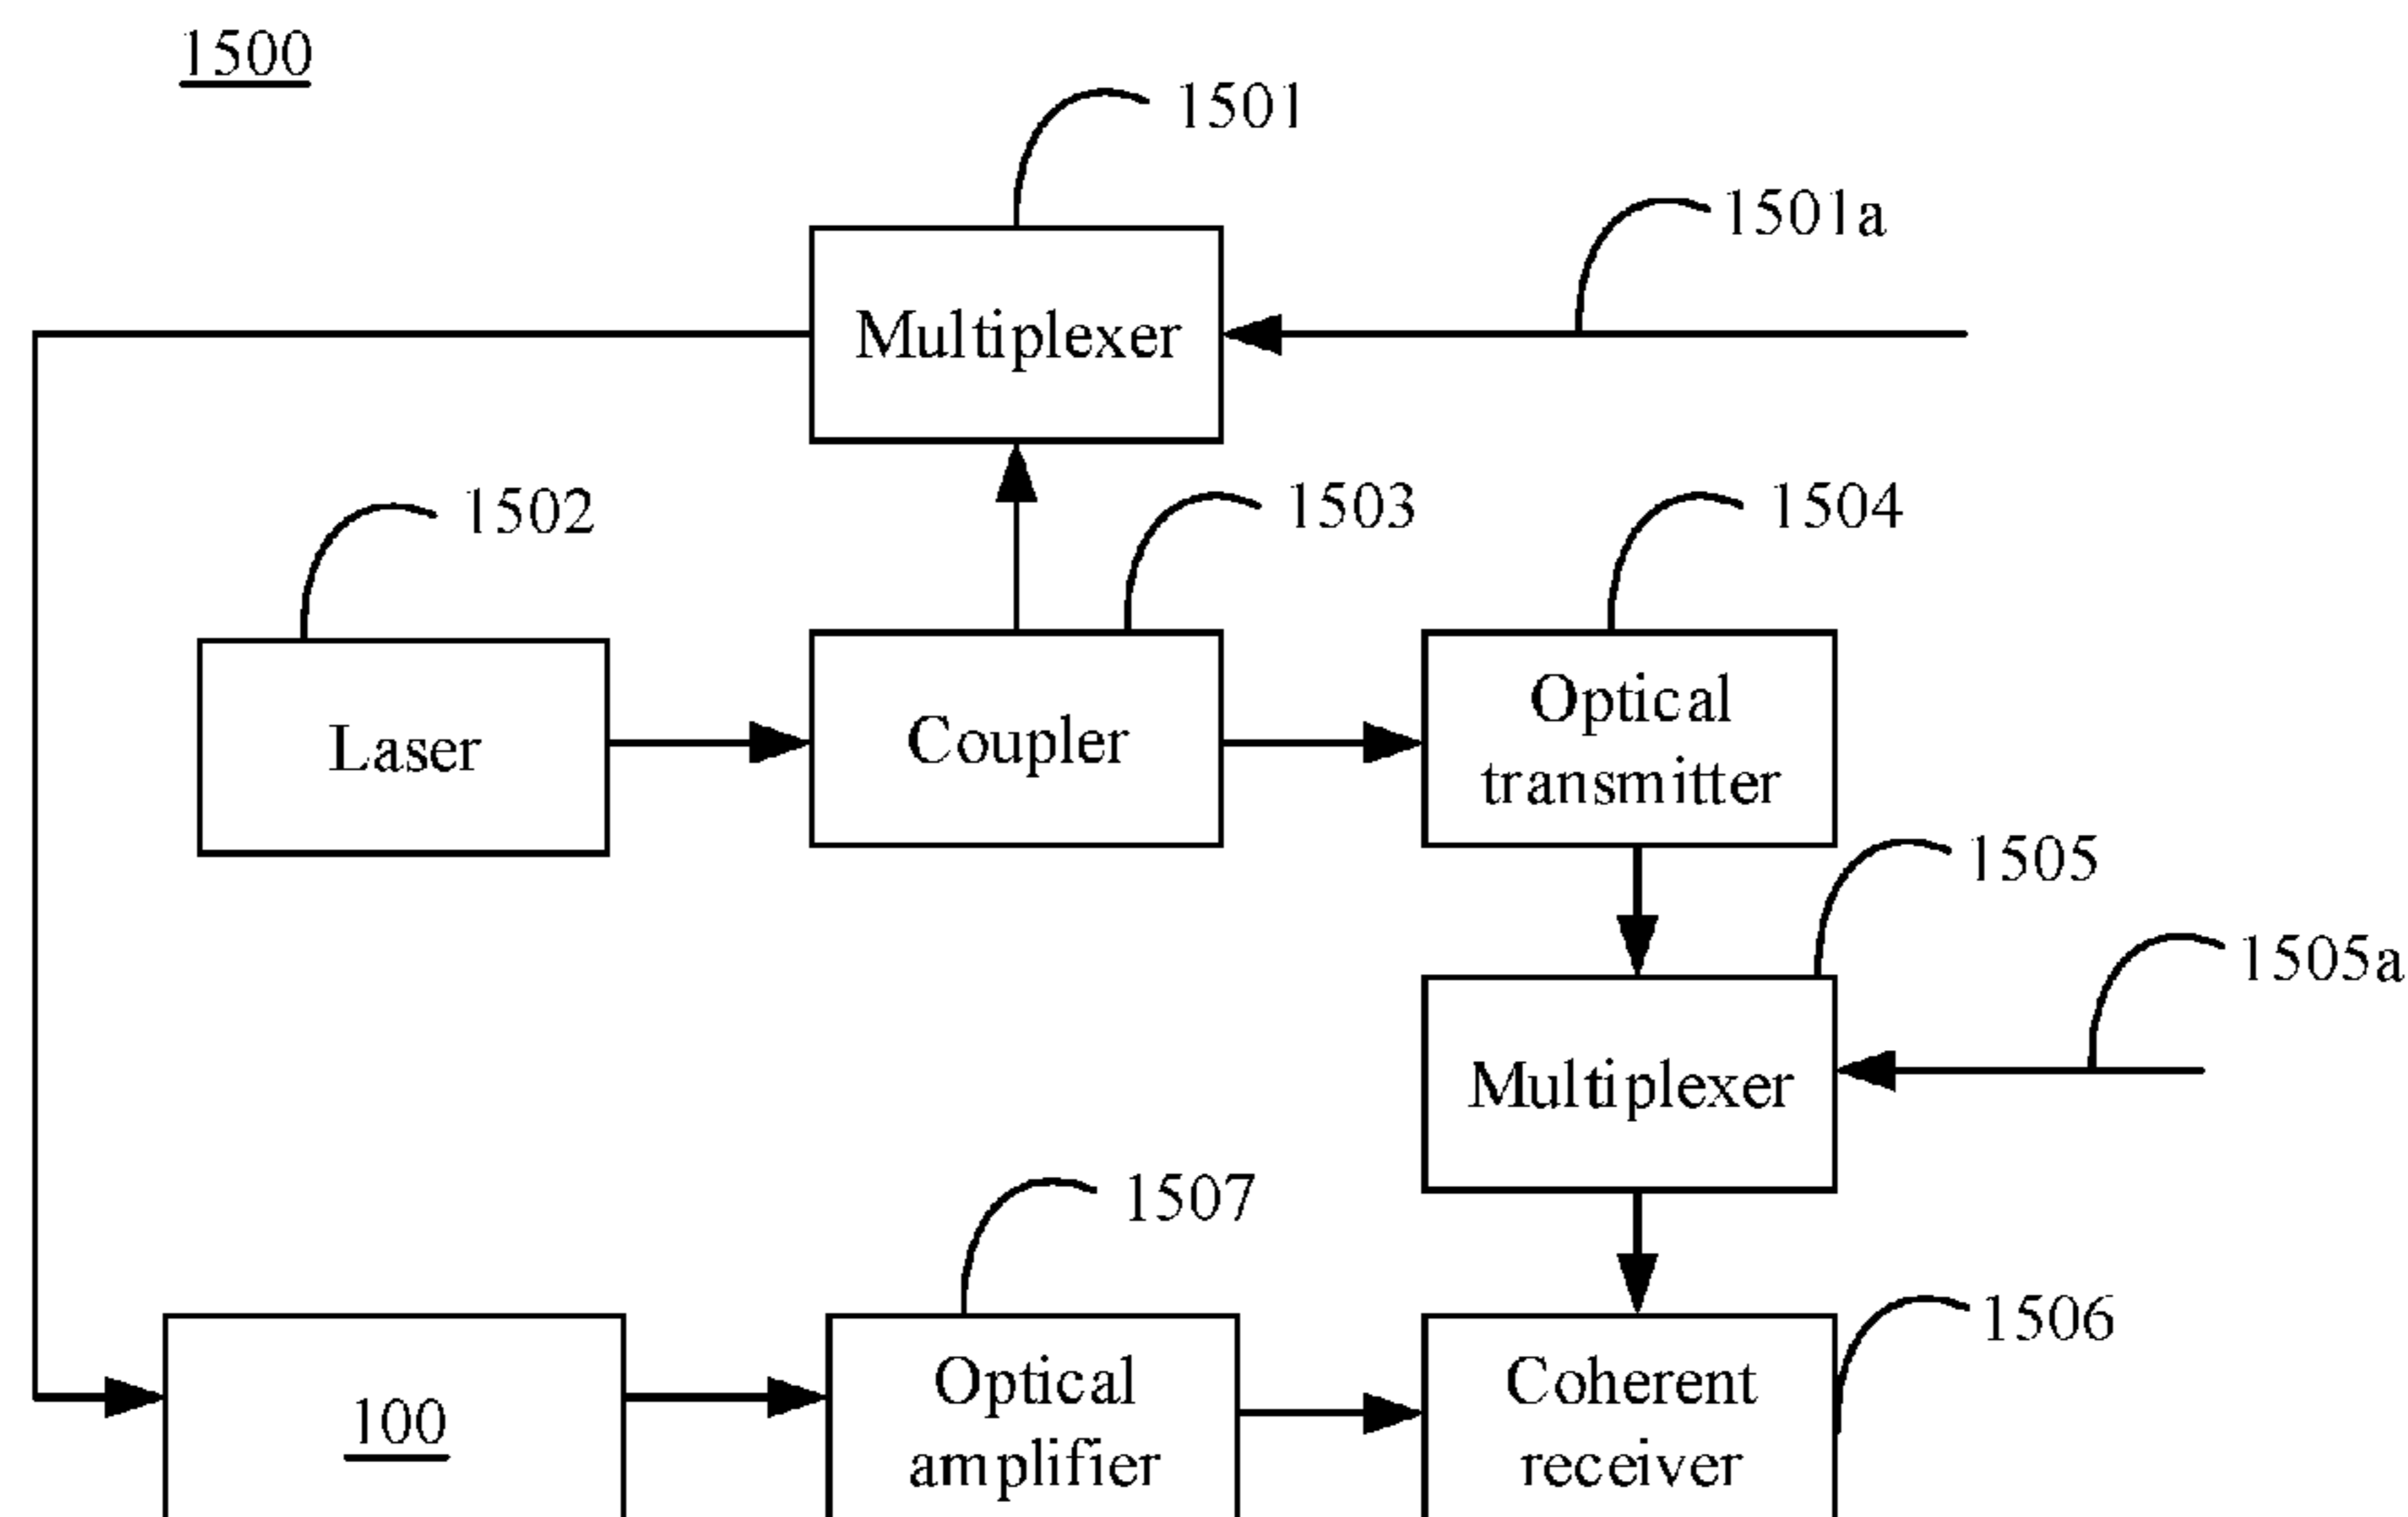 1500
1501
1501a
Multiplexer
1502
1503
1504
Laser
Coupler
Optical
transmitter
1505
1505a
Multiplexer
1507
1506
100
Optical
amplifier
Coherent
receiver